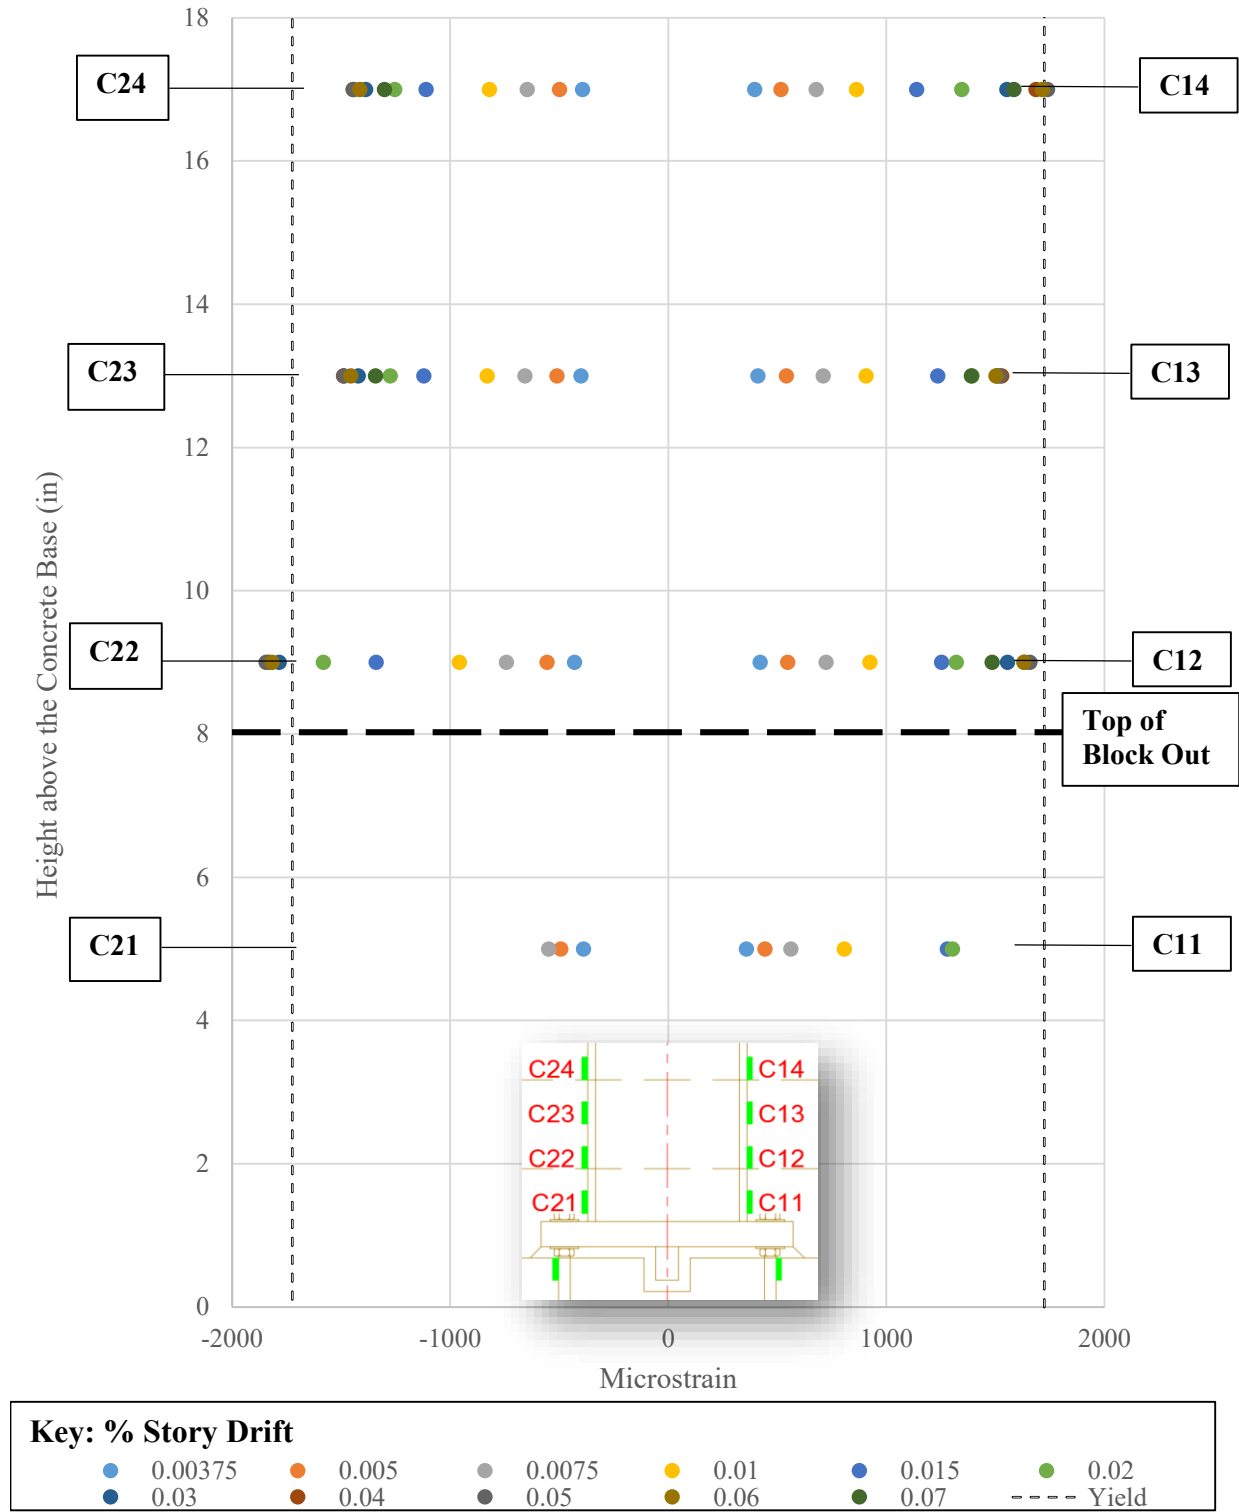 18
C24
C14
16
14
C23
C13
12
Height above the Concrete Base (in)
10
C22
C12
8
Top of
Block Out
6
C21
C11
4
C24 C14
C23 C13
2
C22 C12
C21 C11
0
-2000 -1000 0 1000 2000
Microstrain
Key: % Story Drift
0.00375 0.005 0.0075 0.01 0.015 0.02
0.03 0.04 0.05 0.06 0.07 Yield